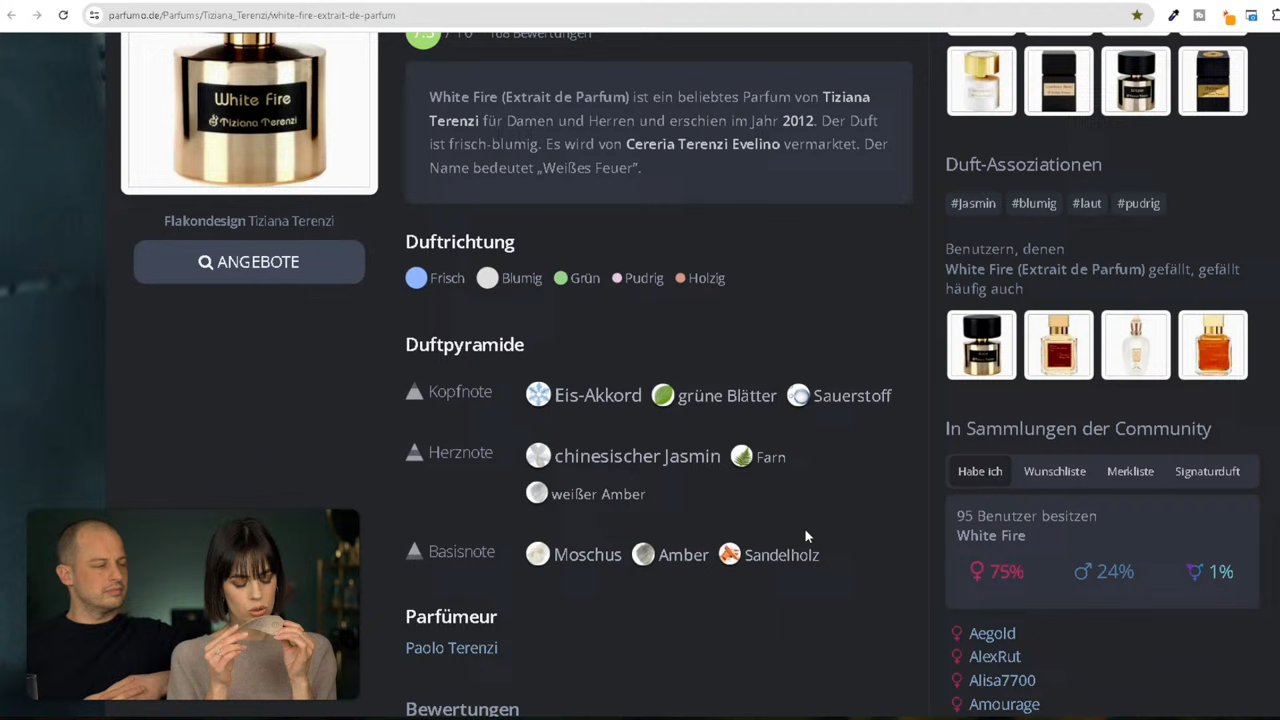 parfumo.de/Parfums/Tiziana_Terenzi/white-fire-extrait-de-parfum
White Fire
Tiziana Terenzi
Flakondesign Tiziana Terenzi
ANGEBOTE
7.5 / 10 168 Bewertungen
White Fire (Extrait de Parfum) ist ein beliebtes Parfum von Tiziana
Terenzi für Damen und Herren und erschien im Jahr 2012. Der Duft
ist frisch-blumig. Es wird von Cereria Terenzi Evelino vermarktet. Der
Name bedeutet „Weißes Feuer”.
Duftrichtung
Frisch Blumig Grün Pudrig Holzig
Duftpyramide
Kopfnote Eis-Akkord grüne Blätter Sauerstoff
Herznote chinesischer Jasmin Farn
weißer Amber
Basisnote Moschus Amber Sandelholz
Parfümeur
Paolo Terenzi
Bewertungen
Duft-Assoziationen
#Jasmin #blumig #laut #pudrig
Benutzern, denen
White Fire (Extrait de Parfum) gefällt, gefällt
häufig auch
In Sammlungen der Community
Habe ich Wunschliste Merkliste Signaturduft
95 Benutzer besitzen
White Fire
75% 24% 1%
Aegold
AlexRut
Alisa7700
Amourage